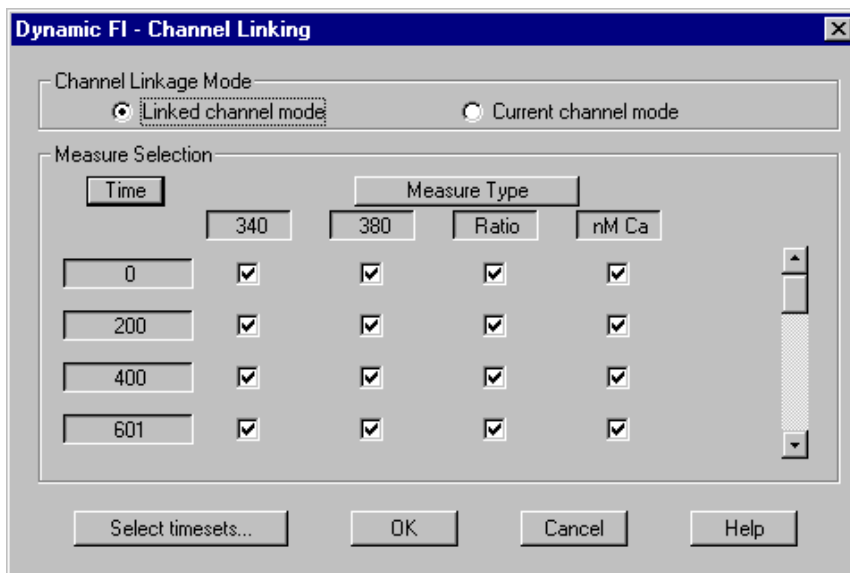 Dynamic FI - Channel Linking
Channel Linkage Mode
Linked channel mode Current channel mode
Measure Selection
Time Measure Type
340 380 Ratio nM Ca
0
200
400
601
Select timesets... OK Cancel Help